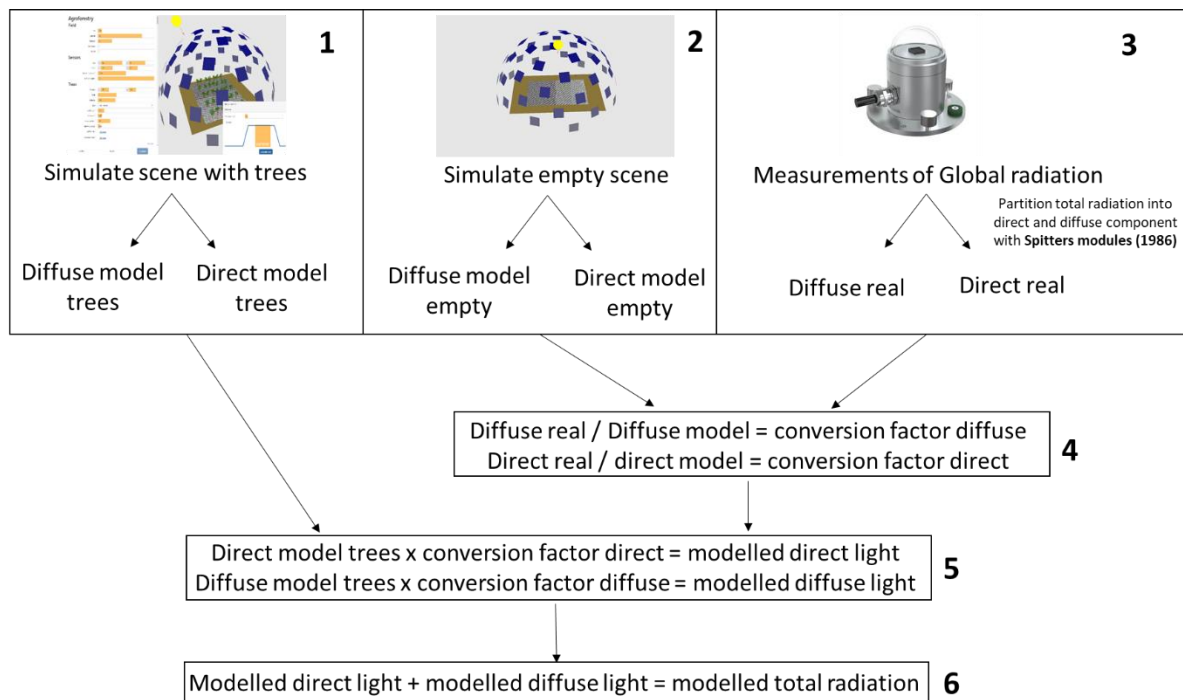 Agroforestry
Field
1
2
3
Sensors
Trees
Simulate scene with trees
Simulate empty scene
Measurements of Global radiation
Partition total radiation into
direct and diffuse component
with Spitters modules (1986)
Diffuse model
trees
Direct model
trees
Diffuse model
empty
Direct model
empty
Diffuse real
Direct real
Diffuse real / Diffuse model = conversion factor diffuse
Direct real / direct model = conversion factor direct
4
Direct model trees x conversion factor direct = modelled direct light
Diffuse model trees x conversion factor diffuse = modelled diffuse light
5
Modelled direct light + modelled diffuse light = modelled total radiation
6